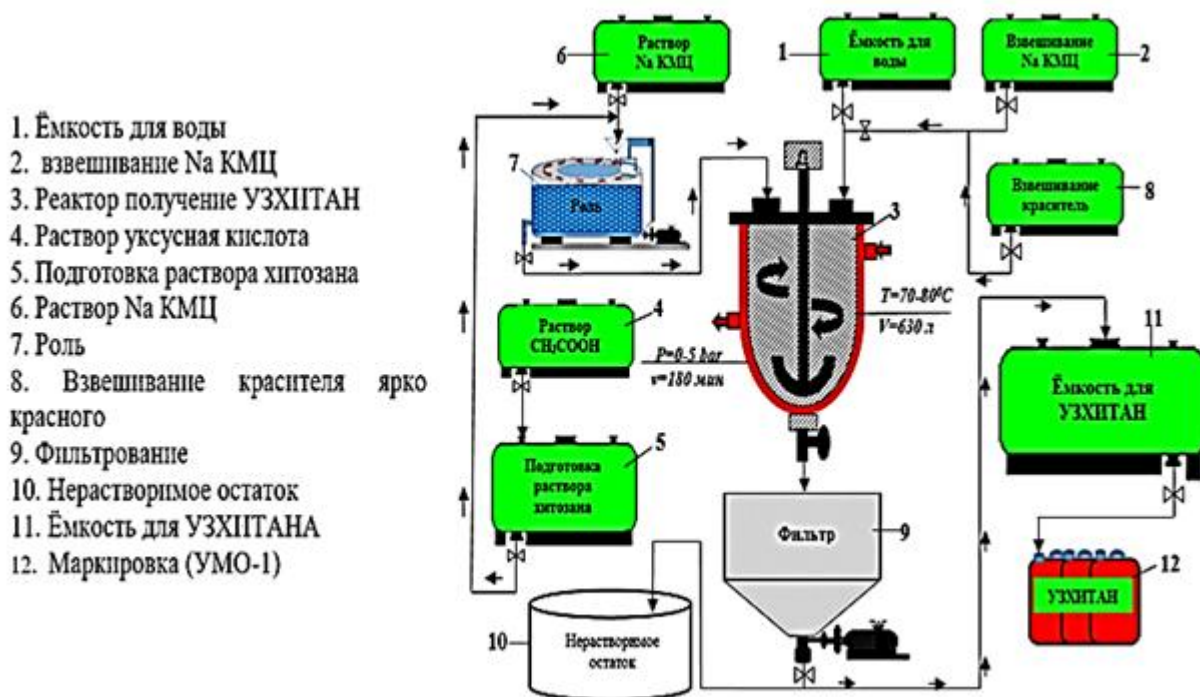 1. Ёмкость для воды
2. взвешивание Na КМЦ
3. Реактор получение УЗХИТАН
4. Раствор уксусная кислота
5. Подготовка раствора хитозана
6. Раствор Na КМЦ
7. Роль
8. Взвешивание красителя ярко
красного
9. Фильтрование
10. Нерастворимое остаток
11. Ёмкость для УЗХИТАНА
12. Маркировка (УМО-1)
6
Раствор
Na КМЦ
1
Ёмкость для
воды
Взвешивание
Na КМЦ
2
7
Роль
3
Взвешивание
краситель
8
T=70-80⁰C
V=630 л
4
Раствор
CH₃COOH
P=0-5 bar
v=180 мин
11
Ёмкость для
УЗХИТАН
5
Подготовка
раствора
хитозана
Фильтр
9
10
Нерастворимое
остаток
УЗХИТАН
12